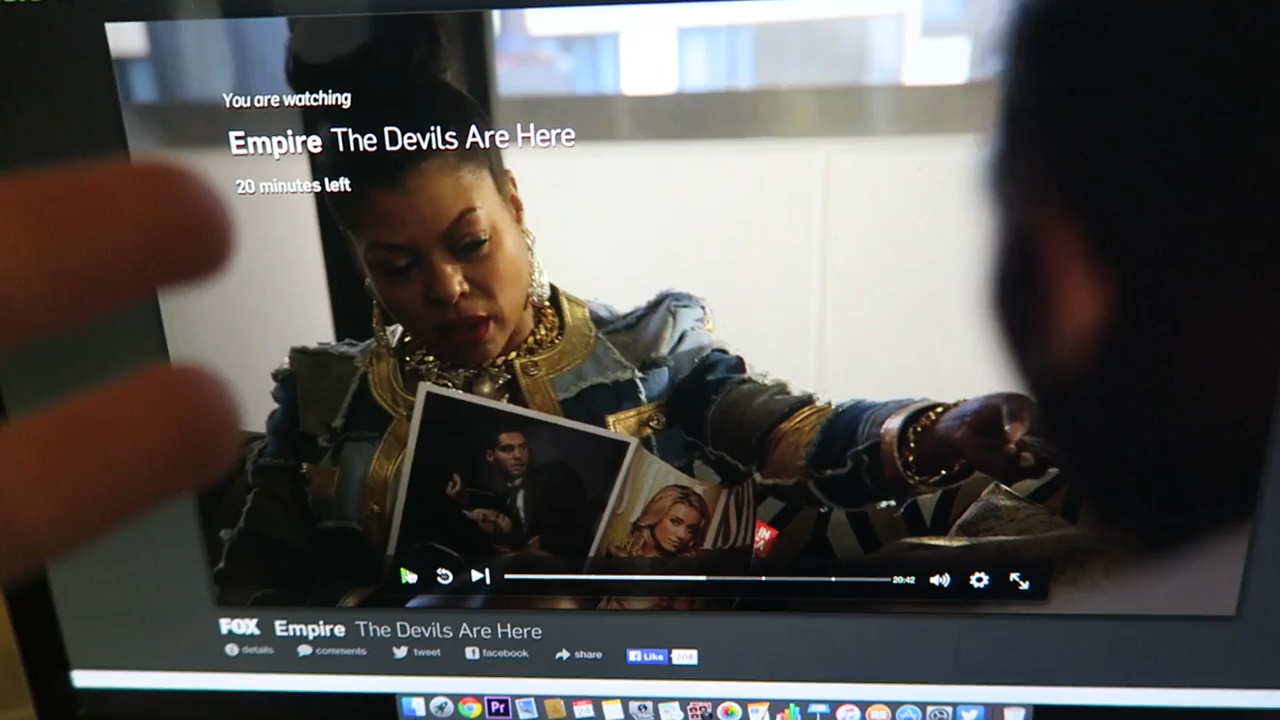 You are watching
Empire The Devils Are Here
20 minutes left
20:42
FOX Empire The Devils Are Here
details comments tweet facebook share Like 208
Pr